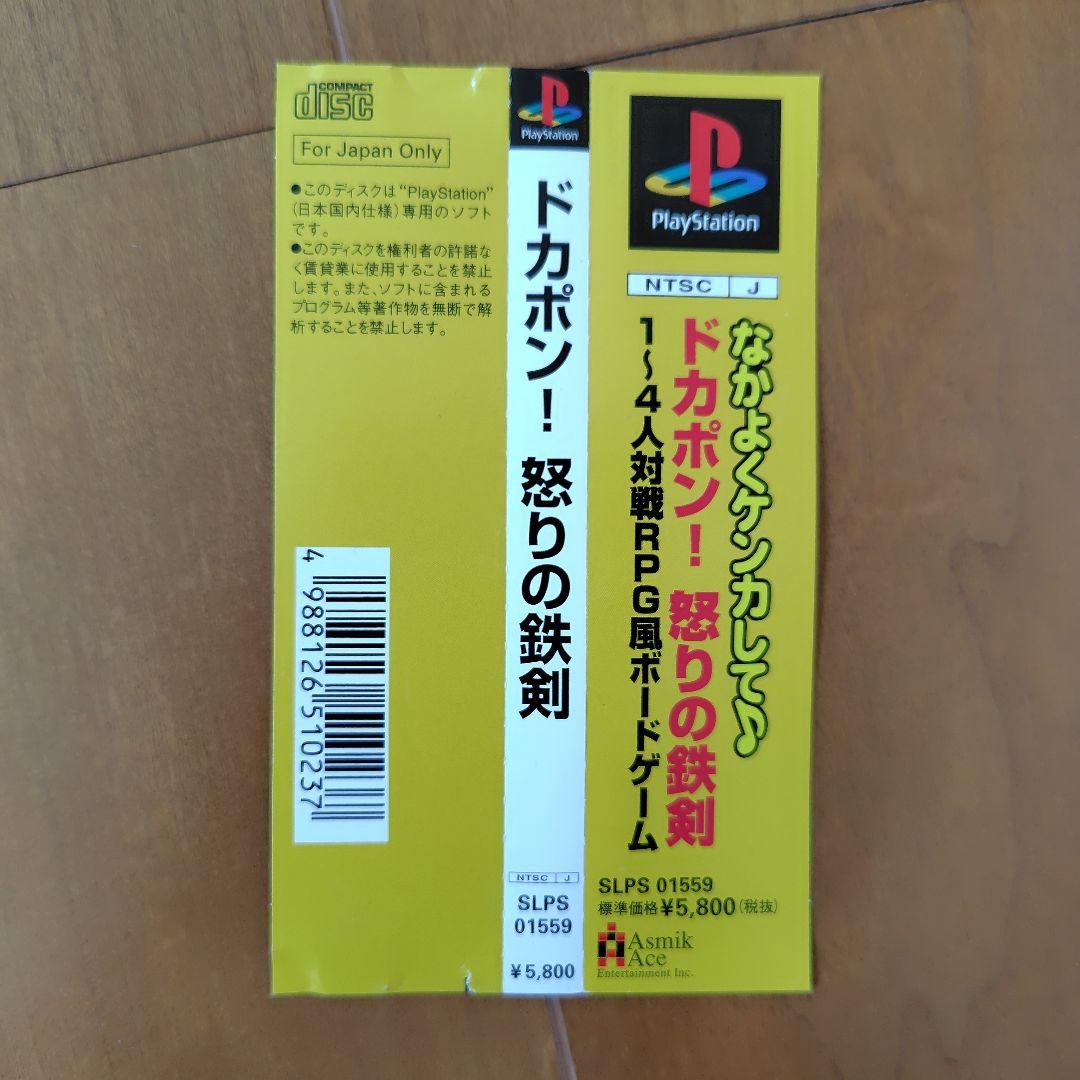 COMPACT
disc
For Japan Only
●このディスクは“PlayStation”
(日本国内仕様)専用のソフト
です。
●このディスクを権利者の許諾な
く賃貸業に使用することを禁止
します。また、ソフトに含まれる
プログラム等著作物を無断で解
析することを禁止します。
4 988126 510237
PlayStation
ドカポン! 怒りの鉄剣
NTSC J
SLPS
01559
¥5,800
PlayStation
NTSC J
なかよくケンカして♪
ドカポン! 怒りの鉄剣
1~4人対戦RPG風ボードゲーム
SLPS 01559
標準価格¥5,800(税抜)
Asmik
Ace
Entertainment Inc.